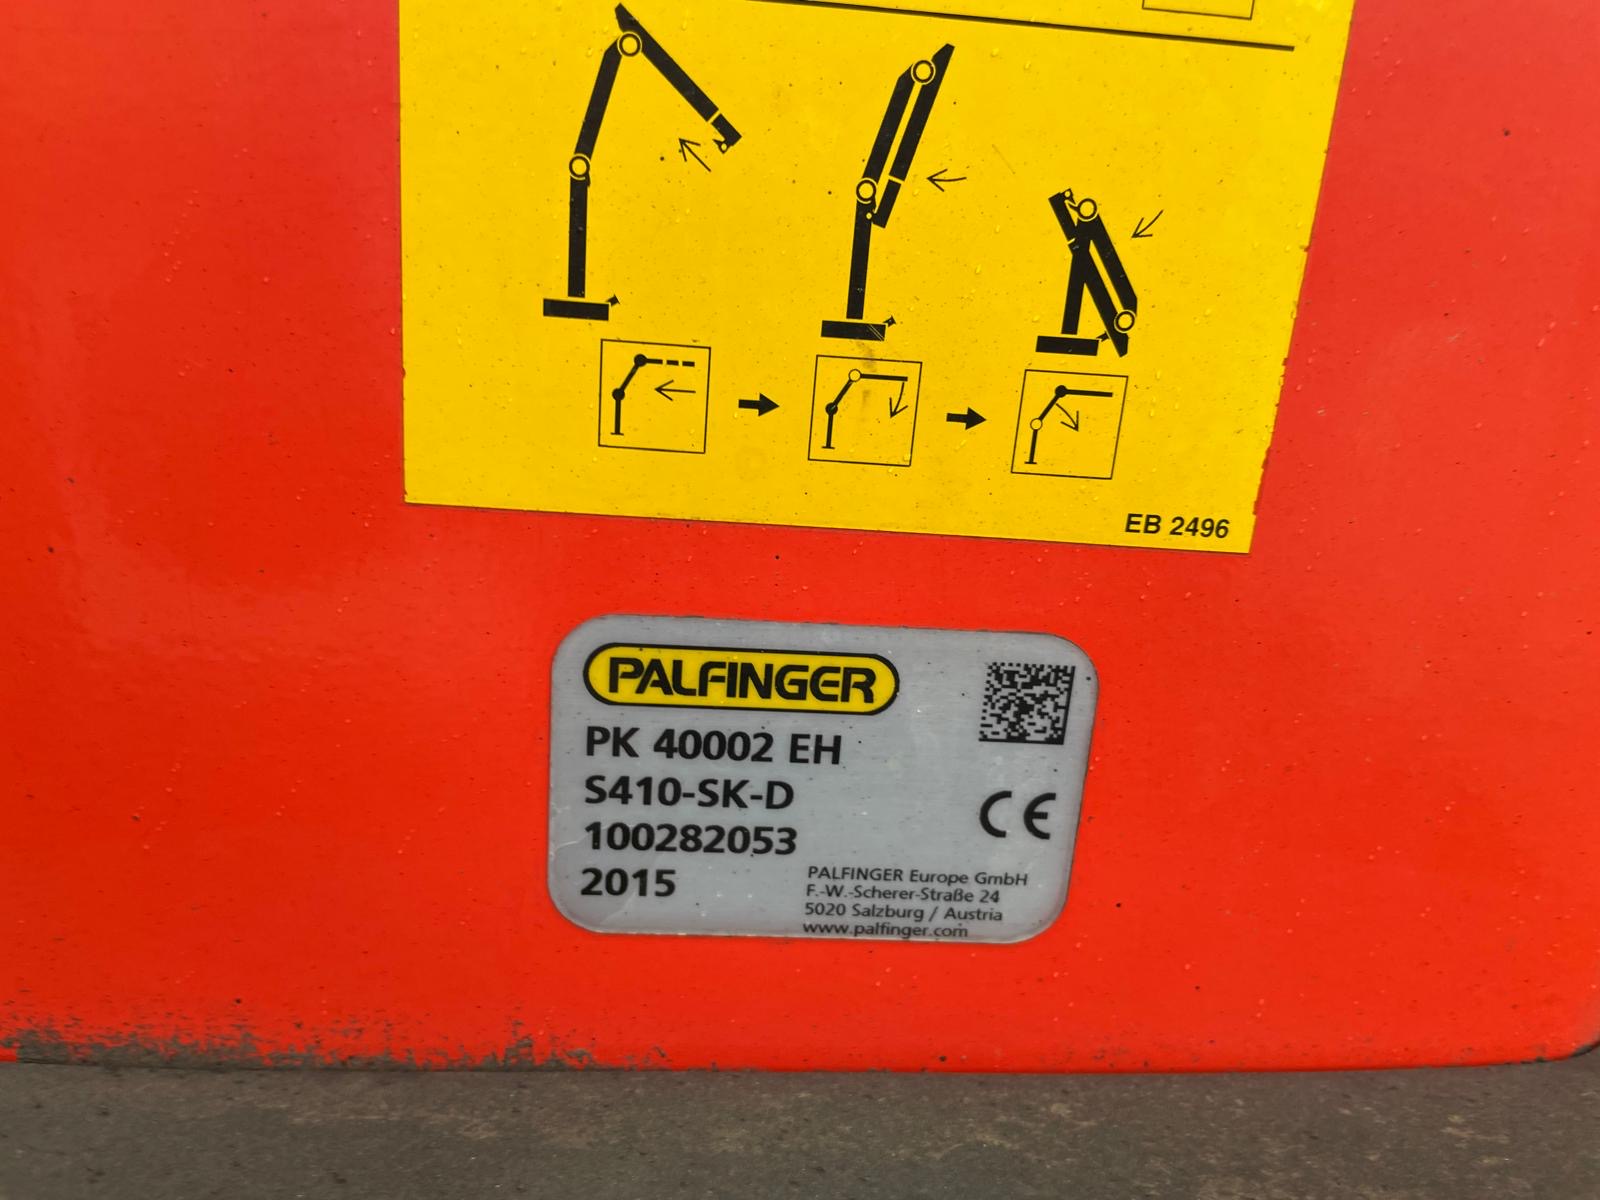 EB 2496
PALFINGER
PK 40002 EH
S410-SK-D
100282053
2015
CE
PALFINGER Europe GmbH
F.-W.-Scherer-Straße 24
5020 Salzburg / Austria
www.palfinger.com